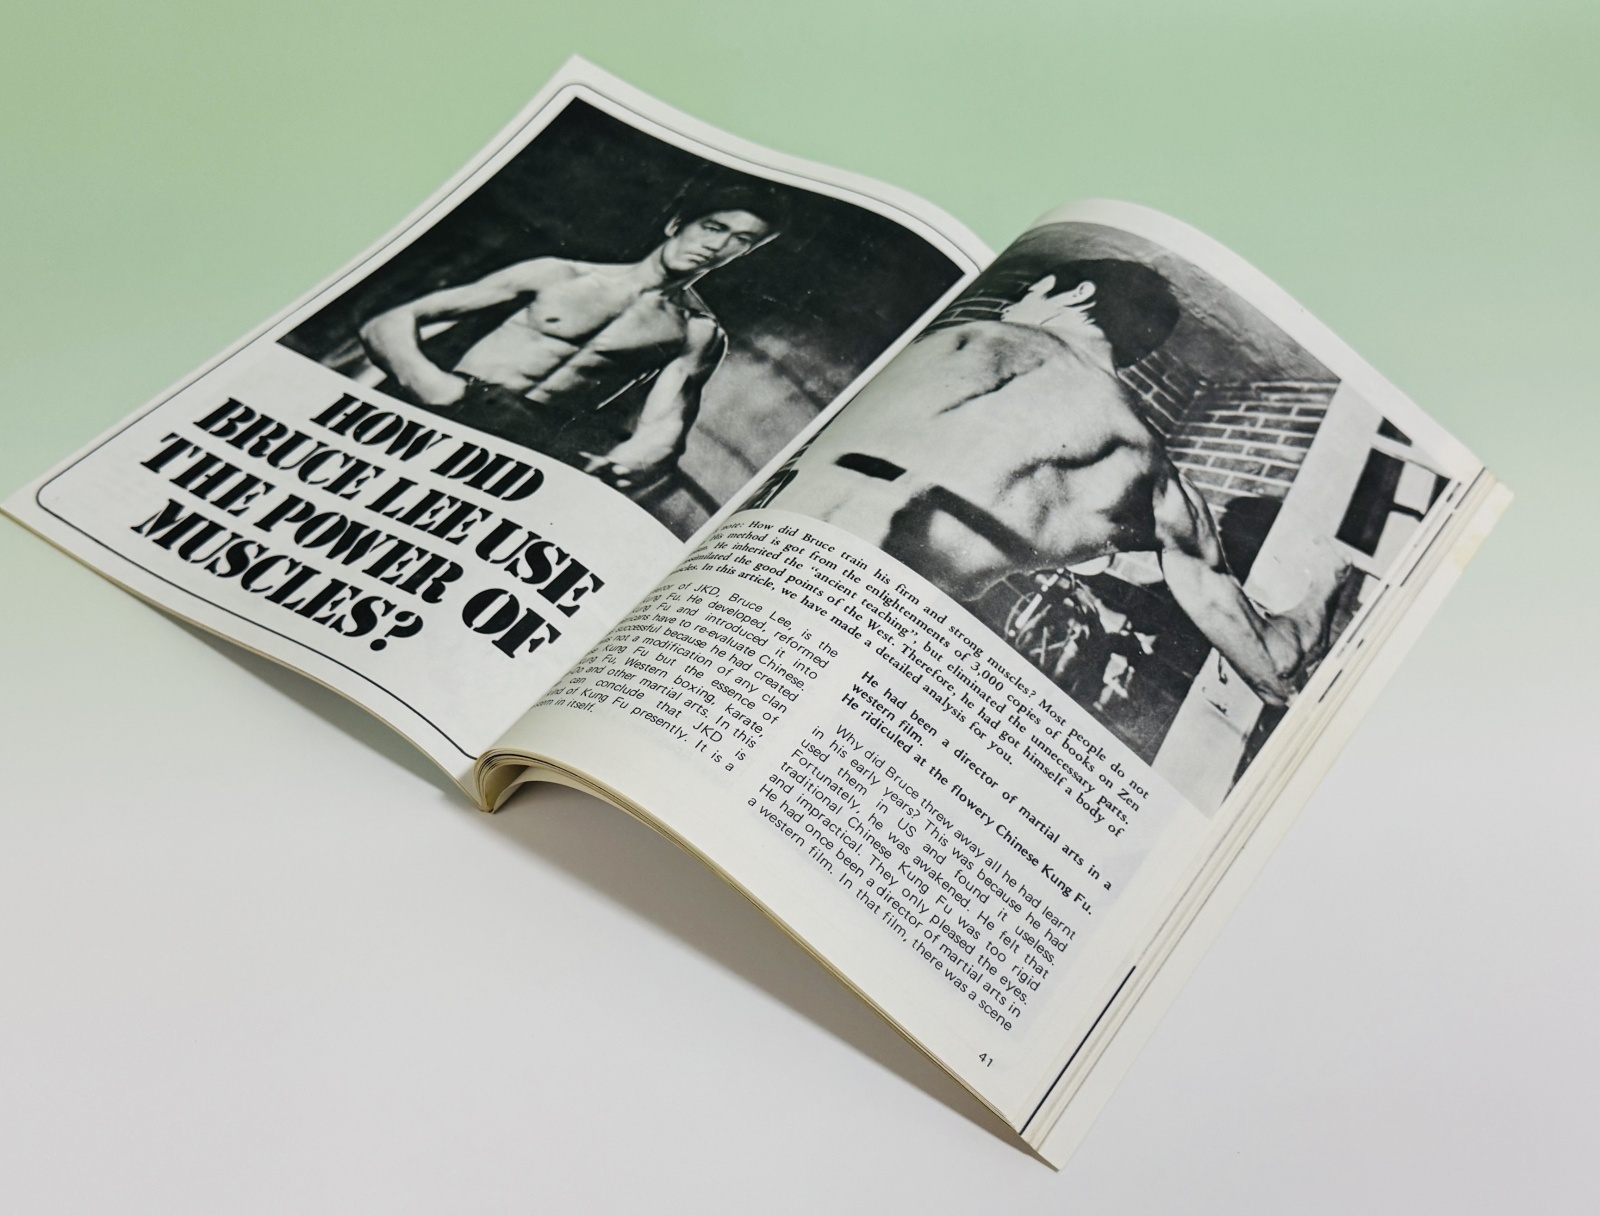 HOW DID
BRUCE LEE USE
THE POWER OF
MUSCLES?
note: How did Bruce train his firm and strong muscles? Most people do not
his method is got from the enlightenments of 3,000 copies of books on Zen
He inherited the "ancient teaching", but eliminated the unnecessary parts.
assimilated the good points of the West. Therefore, he had got himself a body of
In this article, we have made a detailed analysis for you.
of JKD, Bruce Lee, is the
Fu. He developed, reformed
Fu and introduced it into
have to re-evaluate Chinese.
successful because he had created
not a modification of any clan
Kung Fu but the essence of
Fu, Western boxing, karate,
and other martial arts. In this
can conclude that JKD is
of Kung Fu presently. It is a
in itself.
He had been a director of martial arts in a
western film.
He ridiculed at the flowery Chinese Kung Fu.
Why did Bruce threw away all he had learnt
in his early years? This was because he had
used them in US and found it useless.
Fortunately, he was awakened. He felt that
traditional Chinese Kung Fu was too rigid
and impractical. They only pleased the eyes.
He had once been a director of martial arts in
a western film. In that film, there was a scene
41